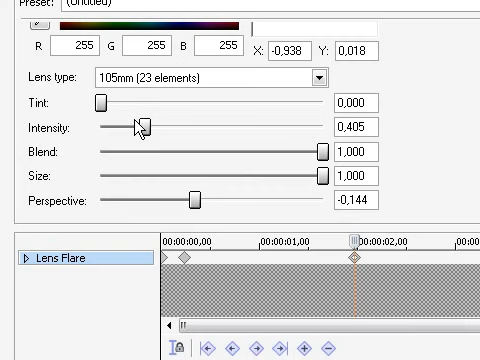 Preset: (Untitled)
R 255 G 255 B 255 X: -0,938 Y: 0,018
Lens type: 105mm (23 elements)
Tint: 0,000
Intensity: 0,405
Blend: 1,000
Size: 1,000
Perspective: -0,144
00:00:00,00 00:00:01,00 00:00:02,00 00:00
Lens Flare